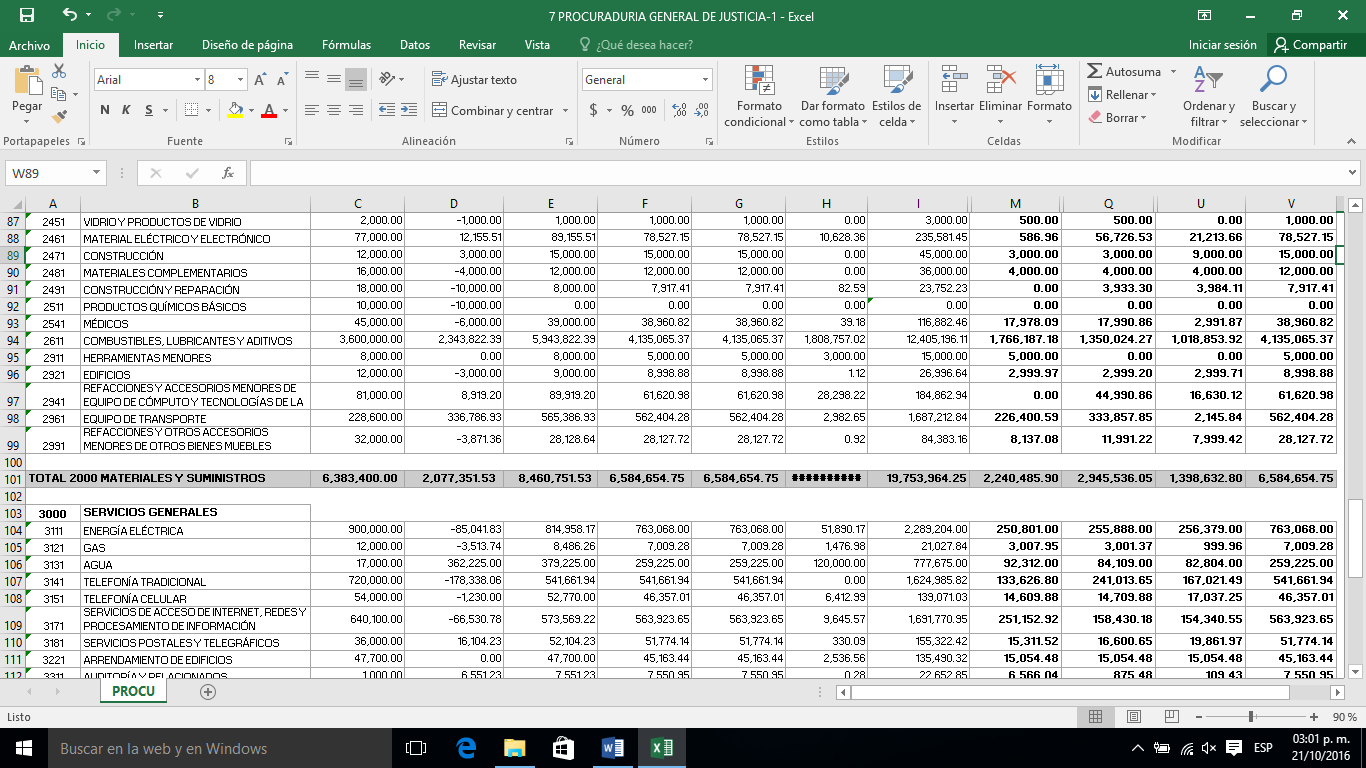 7 PROCURADURIA GENERAL DE JUSTICIA-1 - Excel
Archivo Inicio Insertar Diseño de página Fórmulas Datos Revisar Vista ¿Qué desea hacer? Iniciar sesión Compartir
Pegar
Arial 8
N K S
Ajustar texto
Combinar y centrar
General
$ % 000
Formato condicional
Dar formato como tabla
Estilos de celda
Insertar Eliminar Formato
Autosuma
Rellenar
Borrar
Ordenar y filtrar
Buscar y seleccionar
Portapapeles Fuente Alineación Número Estilos Celdas Modificar
W89 fx
A B C D E F G H I M Q U V
87 2451 VIDRIO Y PRODUCTOS DE VIDRIO 2,000.00 -1,000.00 1,000.00 1,000.00 1,000.00 0.00 3,000.00 500.00 500.00 0.00 1,000.00
88 2461 MATERIAL ELÉCTRICO Y ELECTRÓNICO 77,000.00 12,155.51 89,155.51 78,527.15 78,527.15 10,628.36 235,581.45 586.96 56,726.53 21,213.66 78,527.15
89 2471 CONSTRUCCIÓN 12,000.00 3,000.00 15,000.00 15,000.00 15,000.00 0.00 45,000.00 3,000.00 3,000.00 9,000.00 15,000.00
90 2481 MATERIALES COMPLEMENTARIOS 16,000.00 -4,000.00 12,000.00 12,000.00 12,000.00 0.00 36,000.00 4,000.00 4,000.00 4,000.00 12,000.00
91 2491 CONSTRUCCIÓN Y REPARACIÓN 18,000.00 -10,000.00 8,000.00 7,917.41 7,917.41 82.59 23,752.23 0.00 3,933.30 3,984.11 7,917.41
92 2511 PRODUCTOS QUÍMICOS BÁSICOS 10,000.00 -10,000.00 0.00 0.00 0.00 0.00 0.00 0.00 0.00 0.00 0.00
93 2541 MÉDICOS 45,000.00 -6,000.00 39,000.00 38,960.82 38,960.82 39.18 116,882.46 17,978.09 17,990.86 2,991.87 38,960.82
94 2611 COMBUSTIBLES, LUBRICANTES Y ADITIVOS 3,600,000.00 2,343,822.39 5,943,822.39 4,135,065.37 4,135,065.37 1,808,757.02 12,405,196.11 1,766,187.18 1,350,024.27 1,018,853.92 4,135,065.37
95 2911 HERRAMIENTAS MENORES 8,000.00 0.00 8,000.00 5,000.00 5,000.00 3,000.00 15,000.00 5,000.00 0.00 0.00 5,000.00
96 2921 EDIFICIOS 12,000.00 -3,000.00 9,000.00 8,998.88 8,998.88 1.12 26,996.64 2,999.97 2,999.20 2,999.71 8,998.88
REFACCIONES Y ACCESORIOS MENORES DE
97 2941 EQUIPO DE CÓMPUTO Y TECNOLOGÍAS DE LA 81,000.00 8,919.20 89,919.20 61,620.98 61,620.98 28,298.22 184,862.94 0.00 44,990.86 16,630.12 61,620.98
98 2961 EQUIPO DE TRANSPORTE 228,600.00 336,786.93 565,386.93 562,404.28 562,404.28 2,982.65 1,687,212.84 226,400.59 333,857.85 2,145.84 562,404.28
REFACCIONES Y OTROS ACCESORIOS
99 2991 MENORES DE OTROS BIENES MUEBLES 32,000.00 -3,871.36 28,128.64 28,127.72 28,127.72 0.92 84,383.16 8,137.08 11,991.22 7,999.42 28,127.72
100
101 TOTAL 2000 MATERIALES Y SUMINISTROS 6,383,400.00 2,077,351.53 8,460,751.53 6,584,654.75 6,584,654.75 ########## 19,753,964.25 2,240,485.90 2,945,536.05 1,398,632.80 6,584,654.75
102
103 3000 SERVICIOS GENERALES
104 3111 ENERGÍA ELÉCTRICA 900,000.00 -85,041.83 814,958.17 763,068.00 763,068.00 51,890.17 2,289,204.00 250,801.00 255,888.00 256,379.00 763,068.00
105 3121 GAS 12,000.00 -3,513.74 8,486.26 7,009.28 7,009.28 1,476.98 21,027.84 3,007.95 3,001.37 999.96 7,009.28
106 3131 AGUA 17,000.00 362,225.00 379,225.00 259,225.00 259,225.00 120,000.00 777,675.00 92,312.00 84,109.00 82,804.00 259,225.00
107 3141 TELEFONÍA TRADICIONAL 720,000.00 -178,338.06 541,661.94 541,661.94 541,661.94 0.00 1,624,985.82 133,626.80 241,013.65 167,021.49 541,661.94
108 3151 TELEFONÍA CELULAR 54,000.00 -1,230.00 52,770.00 46,357.01 46,357.01 6,412.99 139,071.03 14,609.88 14,709.88 17,037.25 46,357.01
SERVICIOS DE ACCESO DE INTERNET, REDES Y
109 3171 PROCESAMIENTO DE INFORMACIÓN 640,100.00 -66,530.78 573,569.22 563,923.65 563,923.65 9,645.57 1,691,770.95 251,152.92 158,430.18 154,340.55 563,923.65
110 3181 SERVICIOS POSTALES Y TELEGRÁFICOS 36,000.00 16,104.23 52,104.23 51,774.14 51,774.14 330.09 155,322.42 15,311.52 16,600.65 19,861.97 51,774.14
111 3221 ARRENDAMIENTO DE EDIFICIOS 47,700.00 0.00 47,700.00 45,163.44 45,163.44 2,536.56 135,490.32 15,054.48 15,054.48 15,054.48 45,163.44
112 3311 AUDITORÍA Y RELACIONADOS 1,000.00 6,551.23 7,551.23 7,550.95 7,550.95 0.28 22,652.85 6,566.04 875.48 109.43 7,550.95
PROCU
Listo 90 %
Buscar en la web y en Windows
ESP
03:01 p. m.
21/10/2016